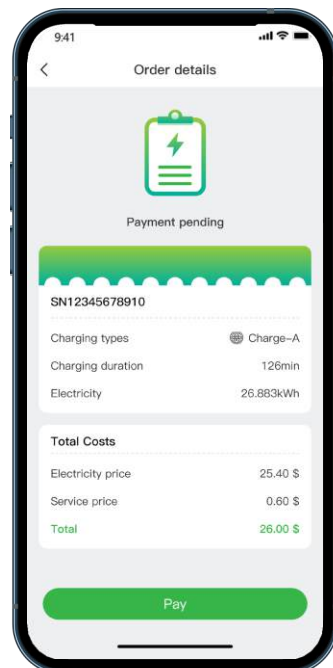 9:41
Order details
Payment pending
SN12345678910
Charging types Charge-A
Charging duration 126min
Electricity 26.883kWh
Total Costs
Electricity price 25.40 $
Service price 0.60 $
Total 26.00 $
Pay